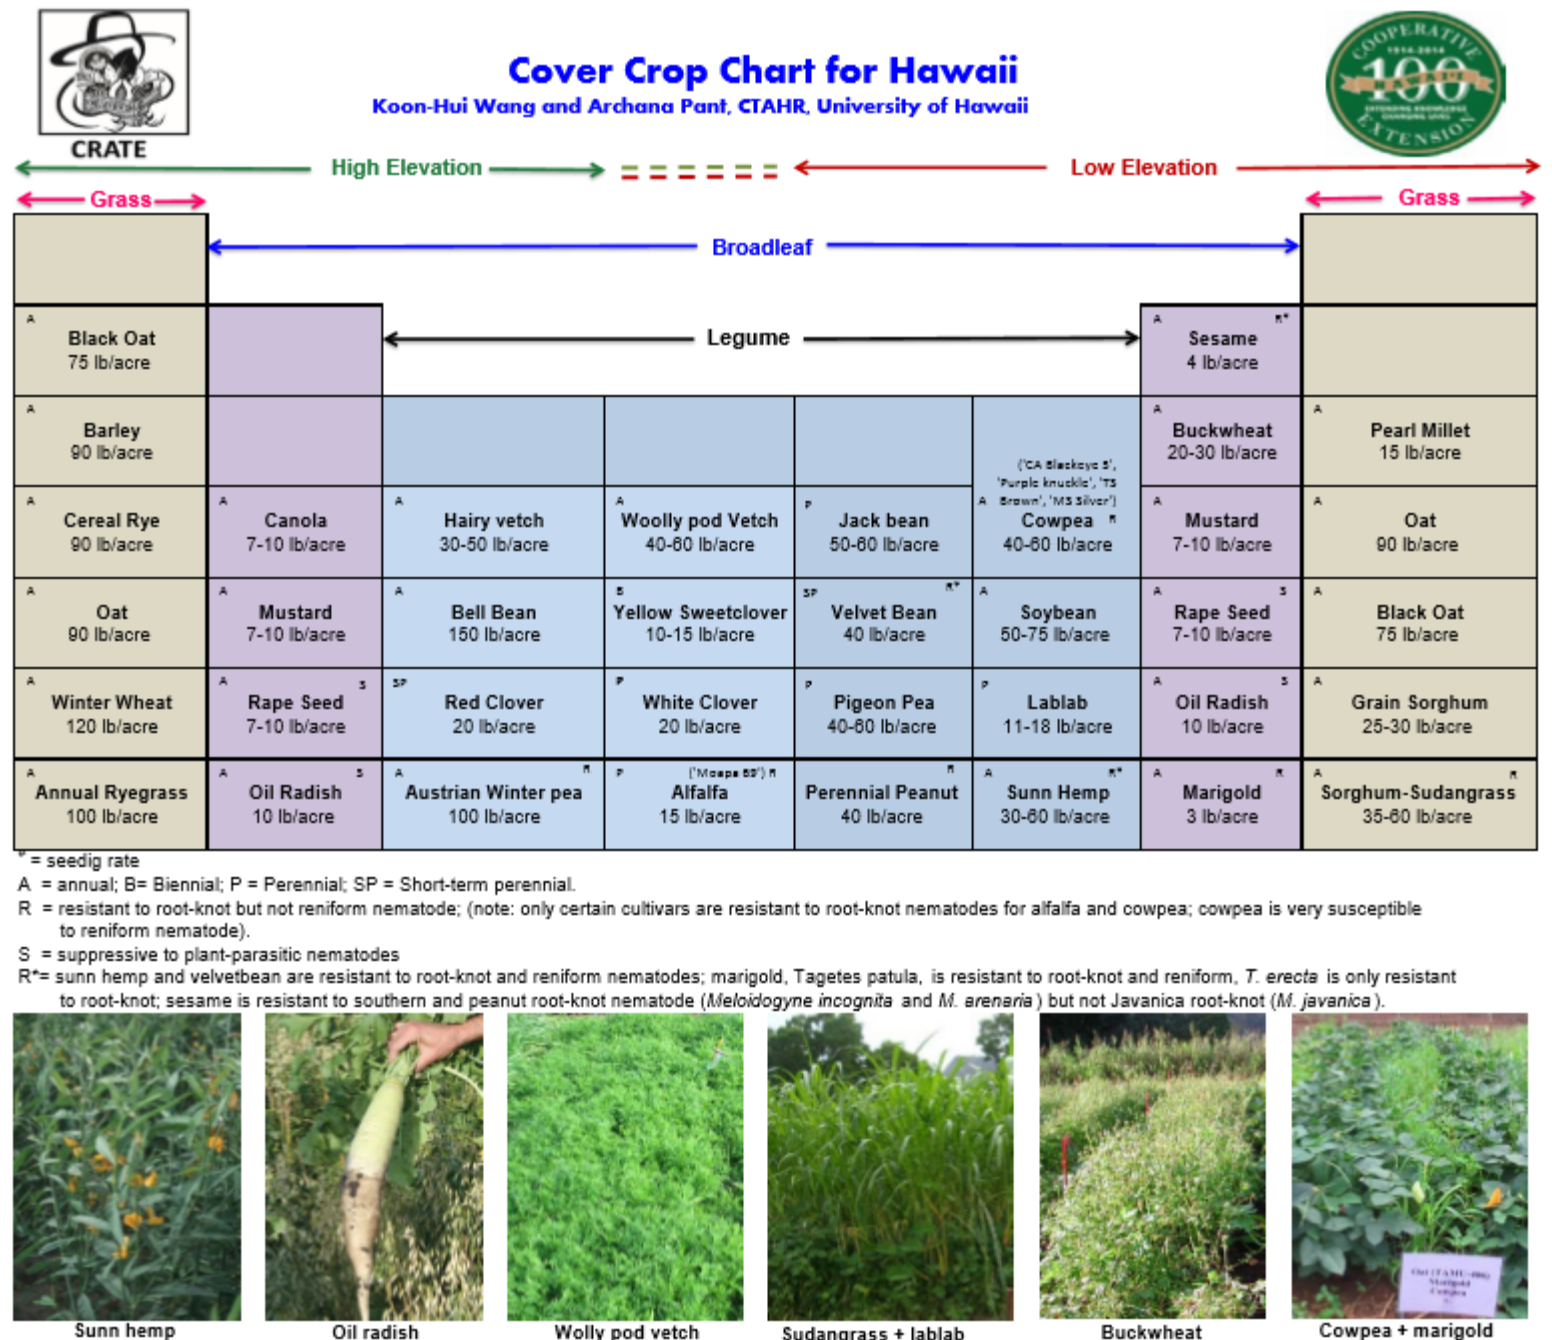 Cover Crop Chart for Hawaii
Koon-Hui Wang and Archana Pant, CTAHR, University of Hawaii
CRATE
COOPERATIVE
1914-2014
HAWAII
100
EXTENDING KNOWLEDGE
CHANGING LIVES
EXTENSION
High Elevation
Low Elevation
Grass
Grass
Broadleaf
Legume
A
Black Oat
75 lb/acre
A R*
Sesame
4 lb/acre
A
Barley
90 lb/acre
A
Buckwheat
20-30 lb/acre
A
Pearl Millet
15 lb/acre
A
Cereal Rye
90 lb/acre
A
Canola
7-10 lb/acre
A
Hairy vetch
30-50 lb/acre
A
Woolly pod Vetch
40-60 lb/acre
P
Jack bean
50-60 lb/acre
('CA Blackeye 5',
'Purple knuckle', 'TS
A Brown', 'MS Silver')
Cowpea R
40-60 lb/acre
A
Mustard
7-10 lb/acre
A
Oat
90 lb/acre
A
Oat
90 lb/acre
A
Mustard
7-10 lb/acre
A
Bell Bean
150 lb/acre
B
Yellow Sweetclover
10-15 lb/acre
SP R*
Velvet Bean
40 lb/acre
A
Soybean
50-75 lb/acre
A S
Rape Seed
7-10 lb/acre
A
Black Oat
75 lb/acre
A
Winter Wheat
120 lb/acre
A S
Rape Seed
7-10 lb/acre
SP
Red Clover
20 lb/acre
P
White Clover
20 lb/acre
P
Pigeon Pea
40-60 lb/acre
P
Lablab
11-18 lb/acre
A S
Oil Radish
10 lb/acre
A
Grain Sorghum
25-30 lb/acre
A
Annual Ryegrass
100 lb/acre
A S
Oil Radish
10 lb/acre
A R
Austrian Winter pea
100 lb/acre
P ('Moapa 69') R
Alfalfa
15 lb/acre
R
Perennial Peanut
40 lb/acre
A R*
Sunn Hemp
30-60 lb/acre
A R
Marigold
3 lb/acre
A R
Sorghum-Sudangrass
35-60 lb/acre
* = seedig rate
A = annual; B= Biennial; P = Perennial; SP = Short-term perennial.
R = resistant to root-knot but not reniform nematode; (note: only certain cultivars are resistant to root-knot nematodes for alfalfa and cowpea; cowpea is very susceptible
to reniform nematode).
S = suppressive to plant-parasitic nematodes
R*= sunn hemp and velvetbean are resistant to root-knot and reniform nematodes; marigold, Tagetes patula, is resistant to root-knot and reniform, T. erecta is only resistant
to root-knot; sesame is resistant to southern and peanut root-knot nematode (Meloidogyne incognita and M. arenaria) but not Javanica root-knot (M. javanica).
Oat (TAMU-406)
Marigold
Cowpea
Sunn hemp
Oil radish
Wolly pod vetch
Sudangrass + lablab
Buckwheat
Cowpea + marigold